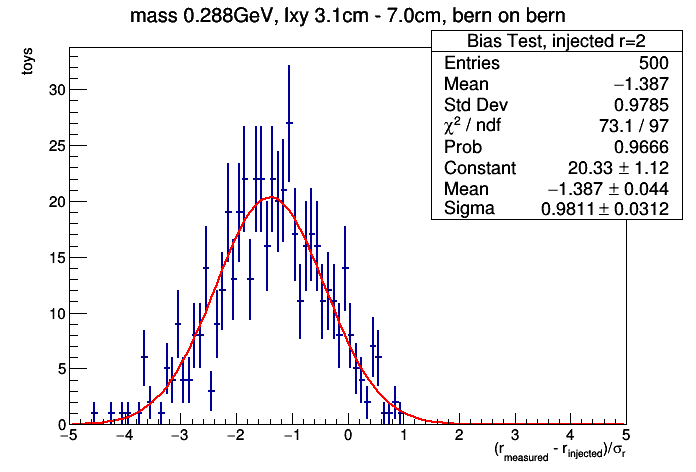 mass 0.288GeV, lxy 3.1cm - 7.0cm, bern on bern
Bias Test, injected r=2
Entries 500
Mean −1.387
Std Dev 0.9785
χ² / ndf 73.1 / 97
Prob 0.9666
Constant 20.33 ± 1.12
Mean −1.387 ± 0.044
Sigma 0.9811 ± 0.0312
toys
30
25
20
15
10
5
0
−5 −4 −3 −2 −1 0 1 2 3 4 5
(r_measured - r_injected)/σ_r